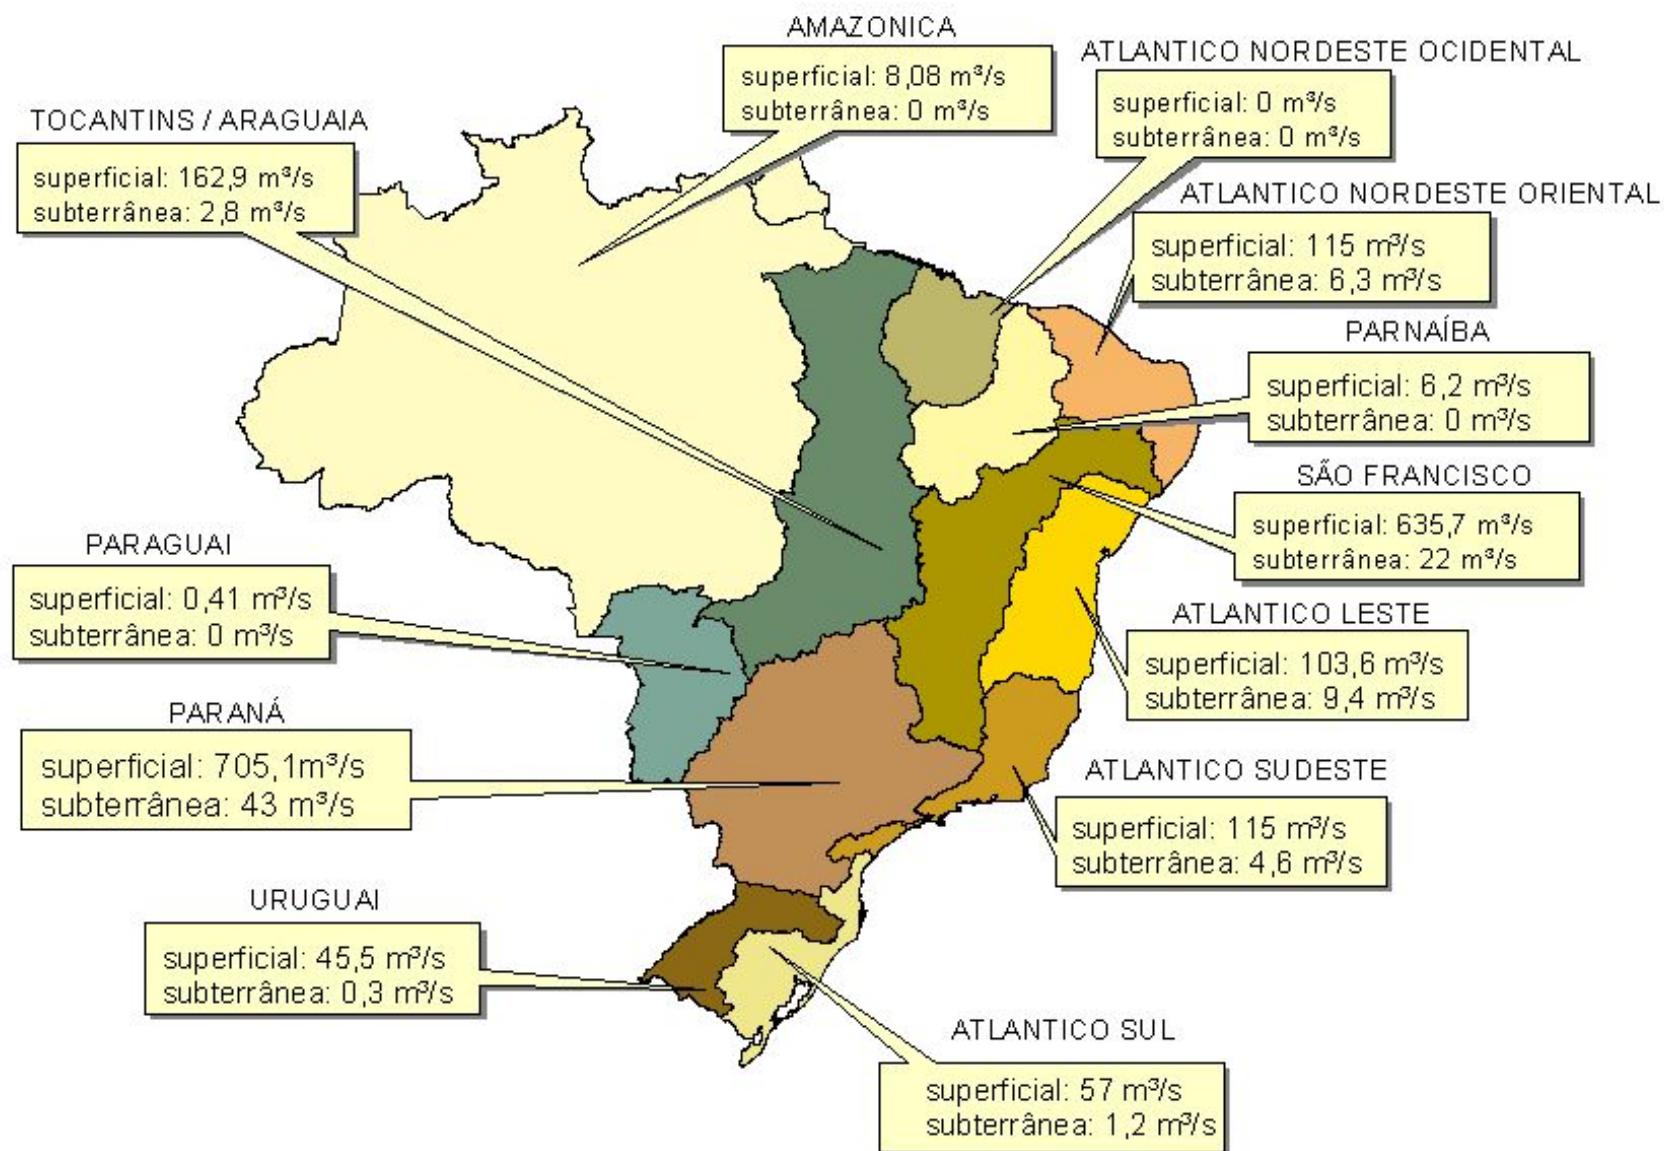 AMAZONICA
superficial: 8,08 m³/s
subterrânea: 0 m³/s
ATLANTICO NORDESTE OCIDENTAL
superficial: 0 m³/s
subterrânea: 0 m³/s
TOCANTINS / ARAGUAIA
superficial: 162,9 m³/s
subterrânea: 2,8 m³/s
ATLANTICO NORDESTE ORIENTAL
superficial: 115 m³/s
subterrânea: 6,3 m³/s
PARNAÍBA
superficial: 6,2 m³/s
subterrânea: 0 m³/s
SÃO FRANCISCO
superficial: 635,7 m³/s
subterrânea: 22 m³/s
PARAGUAI
superficial: 0,41 m³/s
subterrânea: 0 m³/s
ATLANTICO LESTE
superficial: 103,6 m³/s
subterrânea: 9,4 m³/s
PARANÁ
superficial: 705,1m³/s
subterrânea: 43 m³/s
ATLANTICO SUDESTE
superficial: 115 m³/s
subterrânea: 4,6 m³/s
URUGUAI
superficial: 45,5 m³/s
subterrânea: 0,3 m³/s
ATLANTICO SUL
superficial: 57 m³/s
subterrânea: 1,2 m³/s